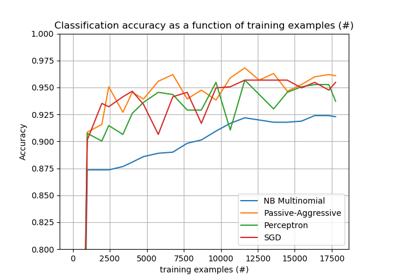 Classification accuracy as a function of training examples (#)
1.000
0.975
0.950
0.925
0.900
0.875
0.850
0.825
0.800
Accuracy
0 2500 5000 7500 10000 12500 15000 17500
training examples (#)
NB Multinomial
Passive-Aggressive
Perceptron
SGD